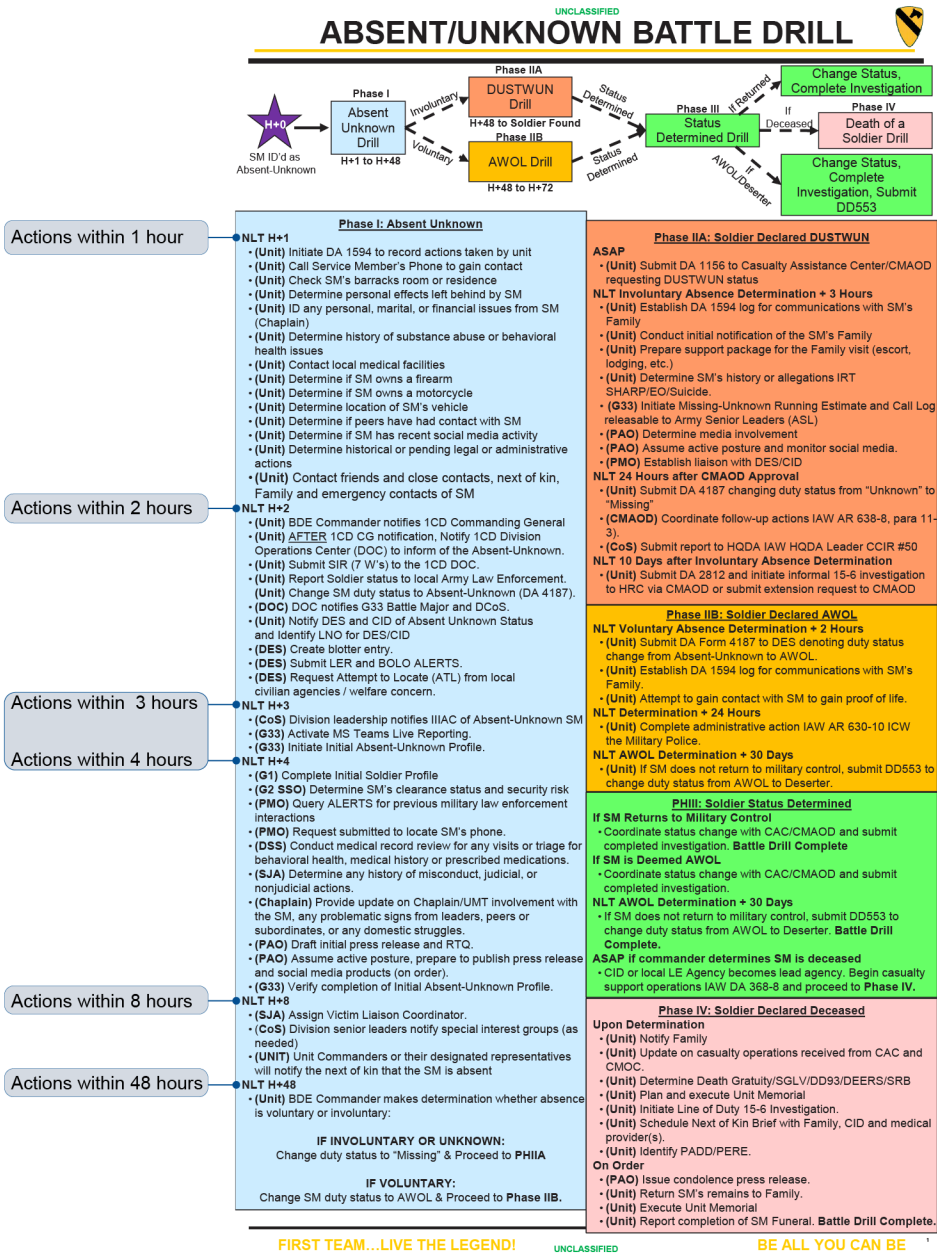 UNCLASSIFIED
ABSENT/UNKNOWN BATTLE DRILL
H+0
SM ID'd as
Absent-Unknown
Phase I
Absent
Unknown
Drill
H+1 to H+48
Involuntary
Voluntary
Phase IIA
DUSTWUN
Drill
H+48 to Soldier Found
Phase IIB
AWOL Drill
H+48 to H+72
Status
Determined
Status
Determined
Phase III
Status
Determined Drill
If Returned
If
Deceased
If
AWOL/Deserter
Change Status,
Complete Investigation
Phase IV
Death of a
Soldier Drill
Change Status,
Complete
Investigation, Submit
DD553
Actions within 1 hour
Actions within 2 hours
Actions within 3 hours
Actions within 4 hours
Actions within 8 hours
Actions within 48 hours
Phase I: Absent Unknown
NLT H+1
• (Unit) Initiate DA 1594 to record actions taken by unit
• (Unit) Call Service Member's Phone to gain contact
• (Unit) Check SM's barracks room or residence
• (Unit) Determine personal effects left behind by SM
• (Unit) ID any personal, marital, or financial issues from SM
(Chaplain)
• (Unit) Determine history of substance abuse or behavioral
health issues
• (Unit) Contact local medical facilities
• (Unit) Determine if SM owns a firearm
• (Unit) Determine if SM owns a motorcycle
• (Unit) Determine location of SM's vehicle
• (Unit) Determine if peers have had contact with SM
• (Unit) Determine if SM has recent social media activity
• (Unit) Determine historical or pending legal or administrative
actions
• (Unit) Contact friends and close contacts, next of kin,
Family and emergency contacts of SM
NLT H+2
• (Unit) BDE Commander notifies 1CD Commanding General
• (Unit) AFTER 1CD CG notification, Notify 1CD Division
Operations Center (DOC) to inform of the Absent-Unknown.
• (Unit) Submit SIR (7 W's) to the 1CD DOC.
• (Unit) Report Soldier status to local Army Law Enforcement.
• (Unit) Change SM duty status to Absent-Unknown (DA 4187).
• (DOC) DOC notifies G33 Battle Major and DCoS.
• (Unit) Notify DES and CID of Absent Unknown Status
and Identify LNO for DES/CID
• (DES) Create blotter entry.
• (DES) Submit LER and BOLO ALERTS.
• (DES) Request Attempt to Locate (ATL) from local
civilian agencies / welfare concern.
NLT H+3
• (CoS) Division leadership notifies IIIAC of Absent-Unknown SM
• (G33) Activate MS Teams Live Reporting.
• (G33) Initiate Initial Absent-Unknown Profile.
NLT H+4
• (G1) Complete Initial Soldier Profile
• (G2 SSO) Determine SM's clearance status and security risk
• (PMO) Query ALERTS for previous military law enforcement
interactions
• (PMO) Request submitted to locate SM's phone.
• (DSS) Conduct medical record review for any visits or triage for
behavioral health, medical history or prescribed medications.
• (SJA) Determine any history of misconduct, judicial, or
nonjudicial actions.
• (Chaplain) Provide update on Chaplain/UMT involvement with
the SM, any problematic signs from leaders, peers or
subordinates, or any domestic struggles.
• (PAO) Draft initial press release and RTQ.
• (PAO) Assume active posture, prepare to publish press release
and social media products (on order).
• (G33) Verify completion of Initial Absent-Unknown Profile.
NLT H+8
• (SJA) Assign Victim Liaison Coordinator.
• (CoS) Division senior leaders notify special interest groups (as
needed)
• (UNIT) Unit Commanders or their designated representatives
will notify the next of kin that the SM is absent
NLT H+48
• (Unit) BDE Commander makes determination whether absence
is voluntary or involuntary:
IF INVOLUNTARY OR UNKNOWN:
Change duty status to "Missing" & Proceed to PHIIA
IF VOLUNTARY:
Change SM duty status to AWOL & Proceed to Phase IIB.
Phase IIA: Soldier Declared DUSTWUN
ASAP
• (Unit) Submit DA 1156 to Casualty Assistance Center/CMAOD
requesting DUSTWUN status
NLT Involuntary Absence Determination + 3 Hours
• (Unit) Establish DA 1594 log for communications with SM's
Family
• (Unit) Conduct initial notification of the SM's Family
• (Unit) Prepare support package for the Family visit (escort,
lodging, etc.)
• (Unit) Determine SM's history or allegations IRT
SHARP/EO/Suicide.
• (G33) Initiate Missing-Unknown Running Estimate and Call Log
releasable to Army Senior Leaders (ASL)
• (PAO) Determine media involvement
• (PAO) Assume active posture and monitor social media.
• (PMO) Establish liaison with DES/CID
NLT 24 Hours after CMAOD Approval
• (Unit) Submit DA 4187 changing duty status from "Unknown" to
"Missing"
• (CMAOD) Coordinate follow-up actions IAW AR 638-8, para 11-
3).
• (CoS) Submit report to HQDA IAW HQDA Leader CCIR #50
NLT 10 Days after Involuntary Absence Determination
• (Unit) Submit DA 2812 and initiate informal 15-6 investigation
to HRC via CMAOD or submit extension request to CMAOD
Phase IIB: Soldier Declared AWOL
NLT Voluntary Absence Determination + 2 Hours
• (Unit) Submit DA Form 4187 to DES denoting duty status
change from Absent-Unknown to AWOL.
• (Unit) Establish DA 1594 log for communications with SM's
Family.
• (Unit) Attempt to gain contact with SM to gain proof of life.
NLT Determination + 24 Hours
• (Unit) Complete administrative action IAW AR 630-10 ICW
the Military Police.
NLT AWOL Determination + 30 Days
• (Unit) If SM does not return to military control, submit DD553 to
change duty status from AWOL to Deserter.
PHIII: Soldier Status Determined
If SM Returns to Military Control
• Coordinate status change with CAC/CMAOD and submit
completed investigation. Battle Drill Complete
If SM is Deemed AWOL
• Coordinate status change with CAC/CMAOD and submit
completed investigation.
NLT AWOL Determination + 30 Days
• If SM does not return to military control, submit DD553 to
change duty status from AWOL to Deserter. Battle Drill
Complete.
ASAP if commander determines SM is deceased
• CID or local LE Agency becomes lead agency. Begin casualty
support operations IAW DA 368-8 and proceed to Phase IV.
Phase IV: Soldier Declared Deceased
Upon Determination
• (Unit) Notify Family
• (Unit) Update on casualty operations received from CAC and
CMOC.
• (Unit) Determine Death Gratuity/SGLV/DD93/DEERS/SRB
• (Unit) Plan and execute Unit Memorial
• (Unit) Initiate Line of Duty 15-6 Investigation.
• (Unit) Schedule Next of Kin Brief with Family, CID and medical
provider(s).
• (Unit) Identify PADD/PERE.
On Order
• (PAO) Issue condolence press release.
• (Unit) Return SM's remains to Family.
• (Unit) Execute Unit Memorial
• (Unit) Report completion of SM Funeral. Battle Drill Complete.
FIRST TEAM…LIVE THE LEGEND!
UNCLASSIFIED
BE ALL YOU CAN BE
1